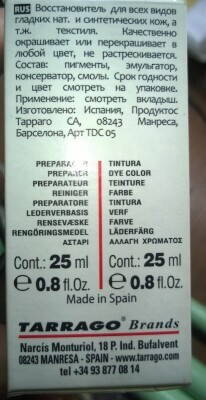 RUS Восстановитель для всех видов
гладких нат. и синтетических кож, а
т.ж. текстиля. Качественно
окрашивает или перекрашивает в
любой цвет, не растрескивается.
Состав: пигменты, эмульгатор,
консерватор, смолы. Срок годности
и цвет смотреть на упаковке.
Применение: смотреть вкладыш.
Изготовлено: Испания, Продуктос
Тарраго СА, 08243 Манреса,
Барселона, Арт TDC 05
PREPARADOR TINTURA
PREPARER DYE COLOR
PREPARATEUR TEINTURE
REINIGER FARBE
PREPARATORE TINTURA
LEDERVERBASIS VERF
RENSEVÆSKE FARVE
RENGÖRINGSMEDEL LÄDERFÄRG
ΑΣΤΑΡΙ ΑΛΛΑΓΗ ΧΡΩΜΑΤΟΣ
Cont.: 25 ml Cont.: 25 ml
e 0.8 fl.Oz. e 0.8 fl.Oz.
Made in Spain
TARRAGO Brands
Narcís Monturiol, 18 P. Ind. Bufalvent
08243 MANRESA - SPAIN - www.tarrago.com
tel +34 93 877 08 14